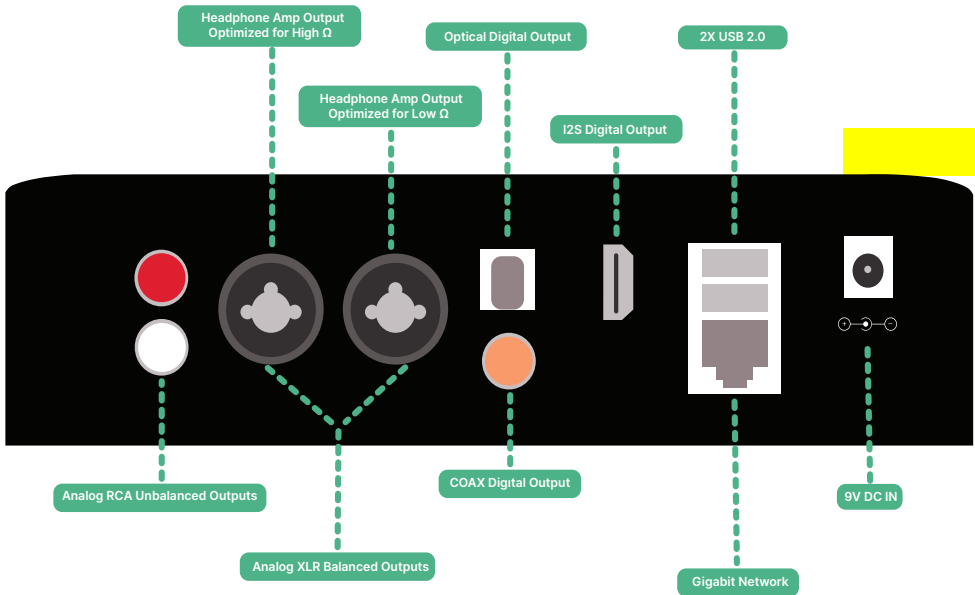 Headphone Amp Output
Optimized for High Ω
Optical Digital Output
2X USB 2.0
Headphone Amp Output
Optimized for Low Ω
I2S Digital Output
+
-
Analog RCA Unbalanced Outputs
COAX Digital Output
9V DC IN
Analog XLR Balanced Outputs
Gigabit Network